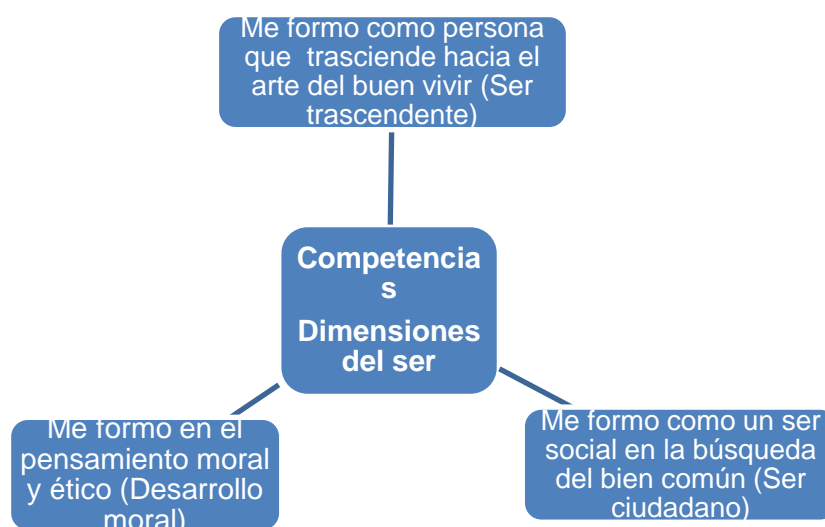 Me formo como persona
que trasciende hacia el
arte del buen vivir (Ser
trascendente)
Competencia
s
Dimensiones
del ser
Me formo en el
pensamiento moral
y ético (Desarrollo
moral)
Me formo como un ser
social en la búsqueda
del bien común (Ser
ciudadano)